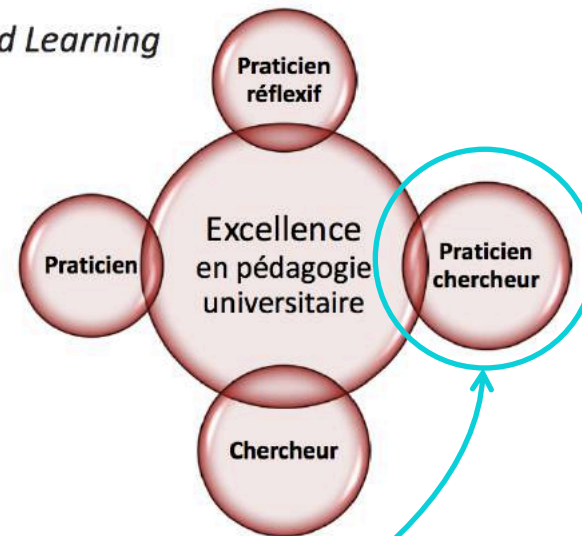 d Learning
Praticien
réflexif
Excellence
en pédagogie
universitaire
Praticien
Praticien
chercheur
Chercheur